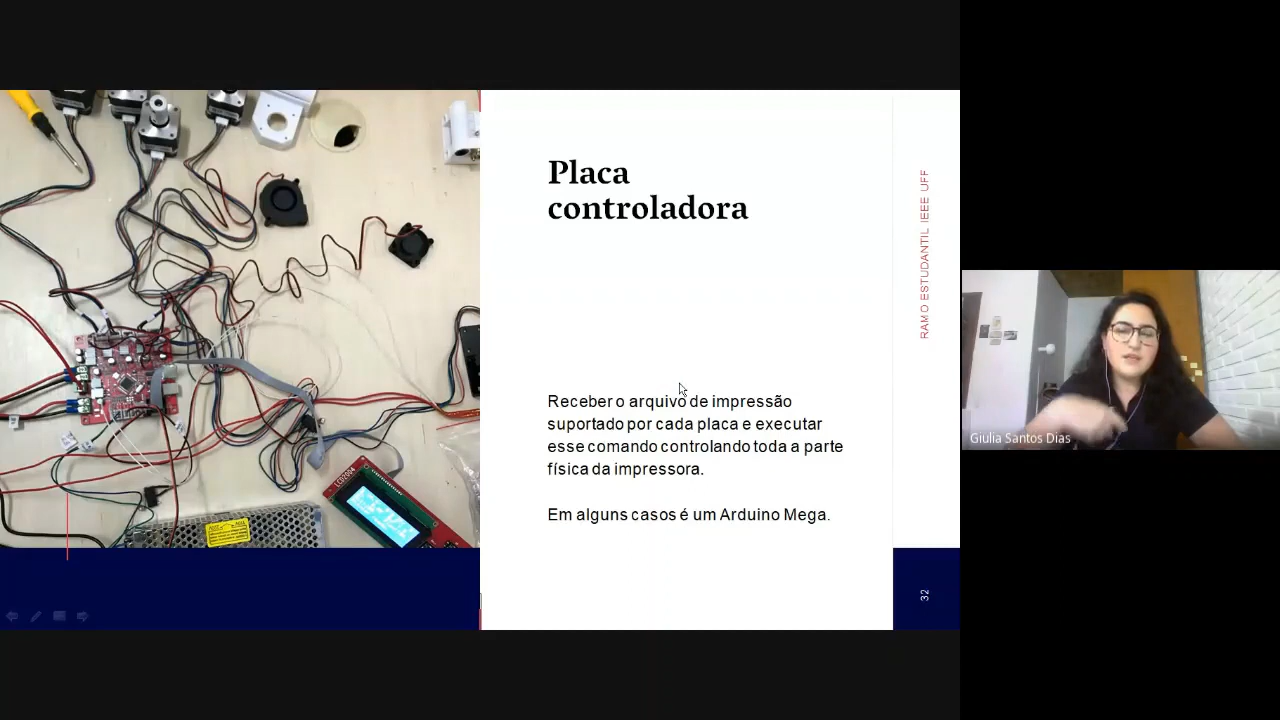 Placa
controladora
Receber o arquivo de impressão
suportado por cada placa e executar
esse comando controlando toda a parte
física da impressora.
Em alguns casos é um Arduino Mega.
RAMO ESTUDANTIL IEEE UFF
32
LCD2004
Giulia Santos Dias